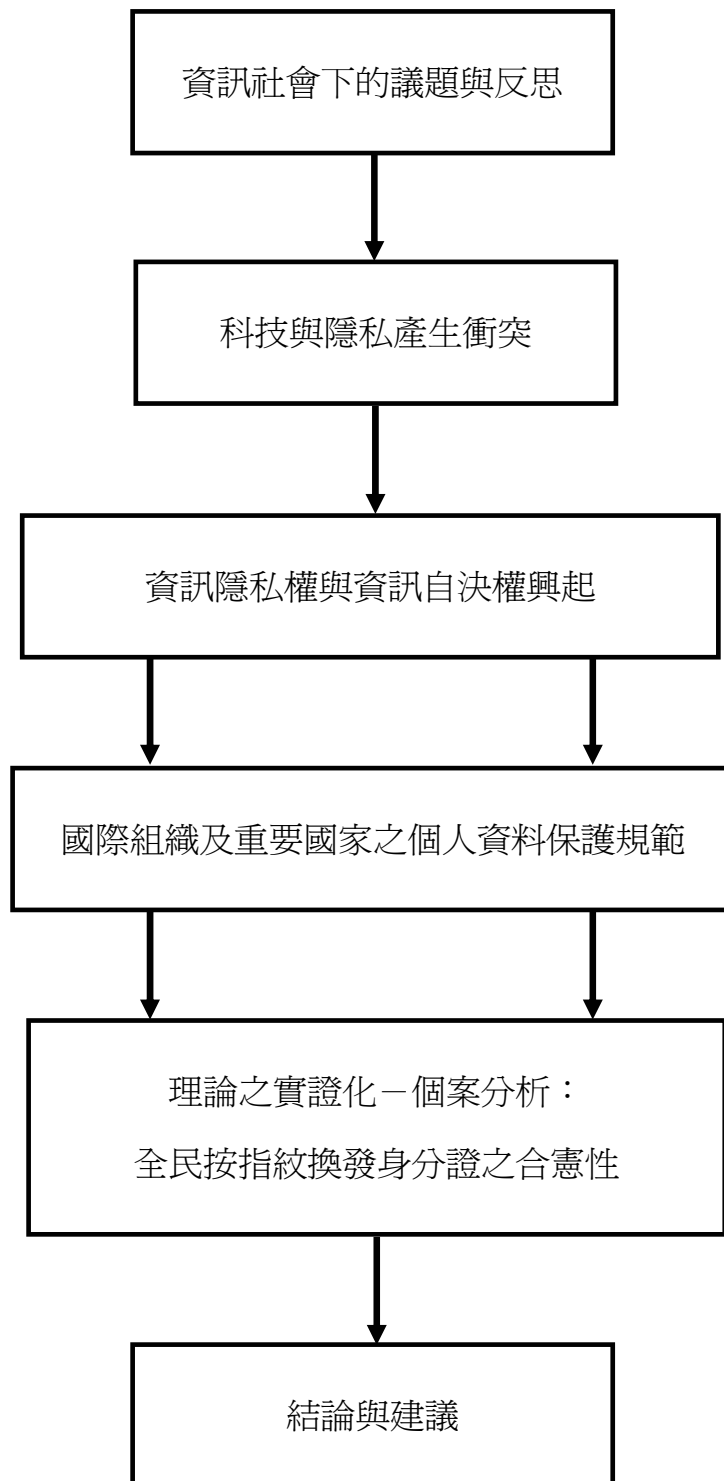 資訊社會下的議題與反思
科技與隱私產生衝突
資訊隱私權與資訊自決權興起
國際組織及重要國家之個人資料保護規範
理論之實證化－個案分析：
全民按指紋換發身分證之合憲性
結論與建議